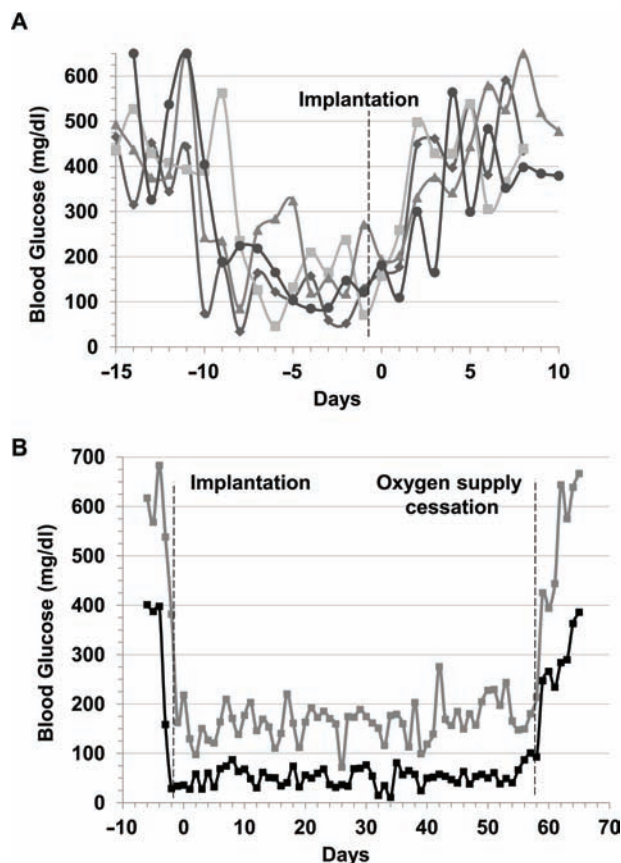 A
Blood Glucose (mg/dl)
600
500
400
300
200
100
0
Implantation
–15 –10 –5 0 5 10
Days
B
Blood Glucose (mg/dl)
700
600
500
400
300
200
100
0
Implantation
Oxygen supply
cessation
–10 0 10 20 30 40 50 60 70
Days